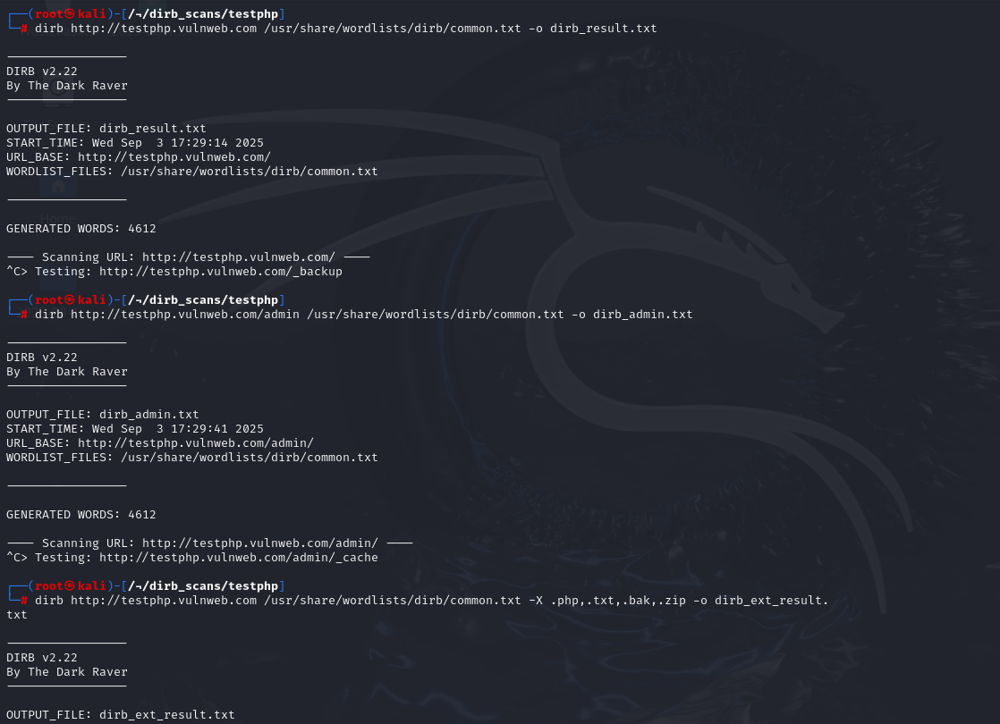 ┌──(root㉿kali)-[/¬/dirb_scans/testphp]
└─# dirb http://testphp.vulnweb.com /usr/share/wordlists/dirb/common.txt -o dirb_result.txt
-----------------
DIRB v2.22
By The Dark Raver
-----------------
OUTPUT_FILE: dirb_result.txt
START_TIME: Wed Sep  3 17:29:14 2025
URL_BASE: http://testphp.vulnweb.com/
WORDLIST_FILES: /usr/share/wordlists/dirb/common.txt
-----------------
GENERATED WORDS: 4612
---- Scanning URL: http://testphp.vulnweb.com/ ----
^C> Testing: http://testphp.vulnweb.com/_backup
┌──(root㉿kali)-[/¬/dirb_scans/testphp]
└─# dirb http://testphp.vulnweb.com/admin /usr/share/wordlists/dirb/common.txt -o dirb_admin.txt
-----------------
DIRB v2.22
By The Dark Raver
-----------------
OUTPUT_FILE: dirb_admin.txt
START_TIME: Wed Sep  3 17:29:41 2025
URL_BASE: http://testphp.vulnweb.com/admin/
WORDLIST_FILES: /usr/share/wordlists/dirb/common.txt
-----------------
GENERATED WORDS: 4612
---- Scanning URL: http://testphp.vulnweb.com/admin/ ----
^C> Testing: http://testphp.vulnweb.com/admin/_cache
┌──(root㉿kali)-[/¬/dirb_scans/testphp]
└─# dirb http://testphp.vulnweb.com /usr/share/wordlists/dirb/common.txt -X .php,.txt,.bak,.zip -o dirb_ext_result.
txt
-----------------
DIRB v2.22
By The Dark Raver
-----------------
OUTPUT_FILE: dirb_ext_result.txt
Home